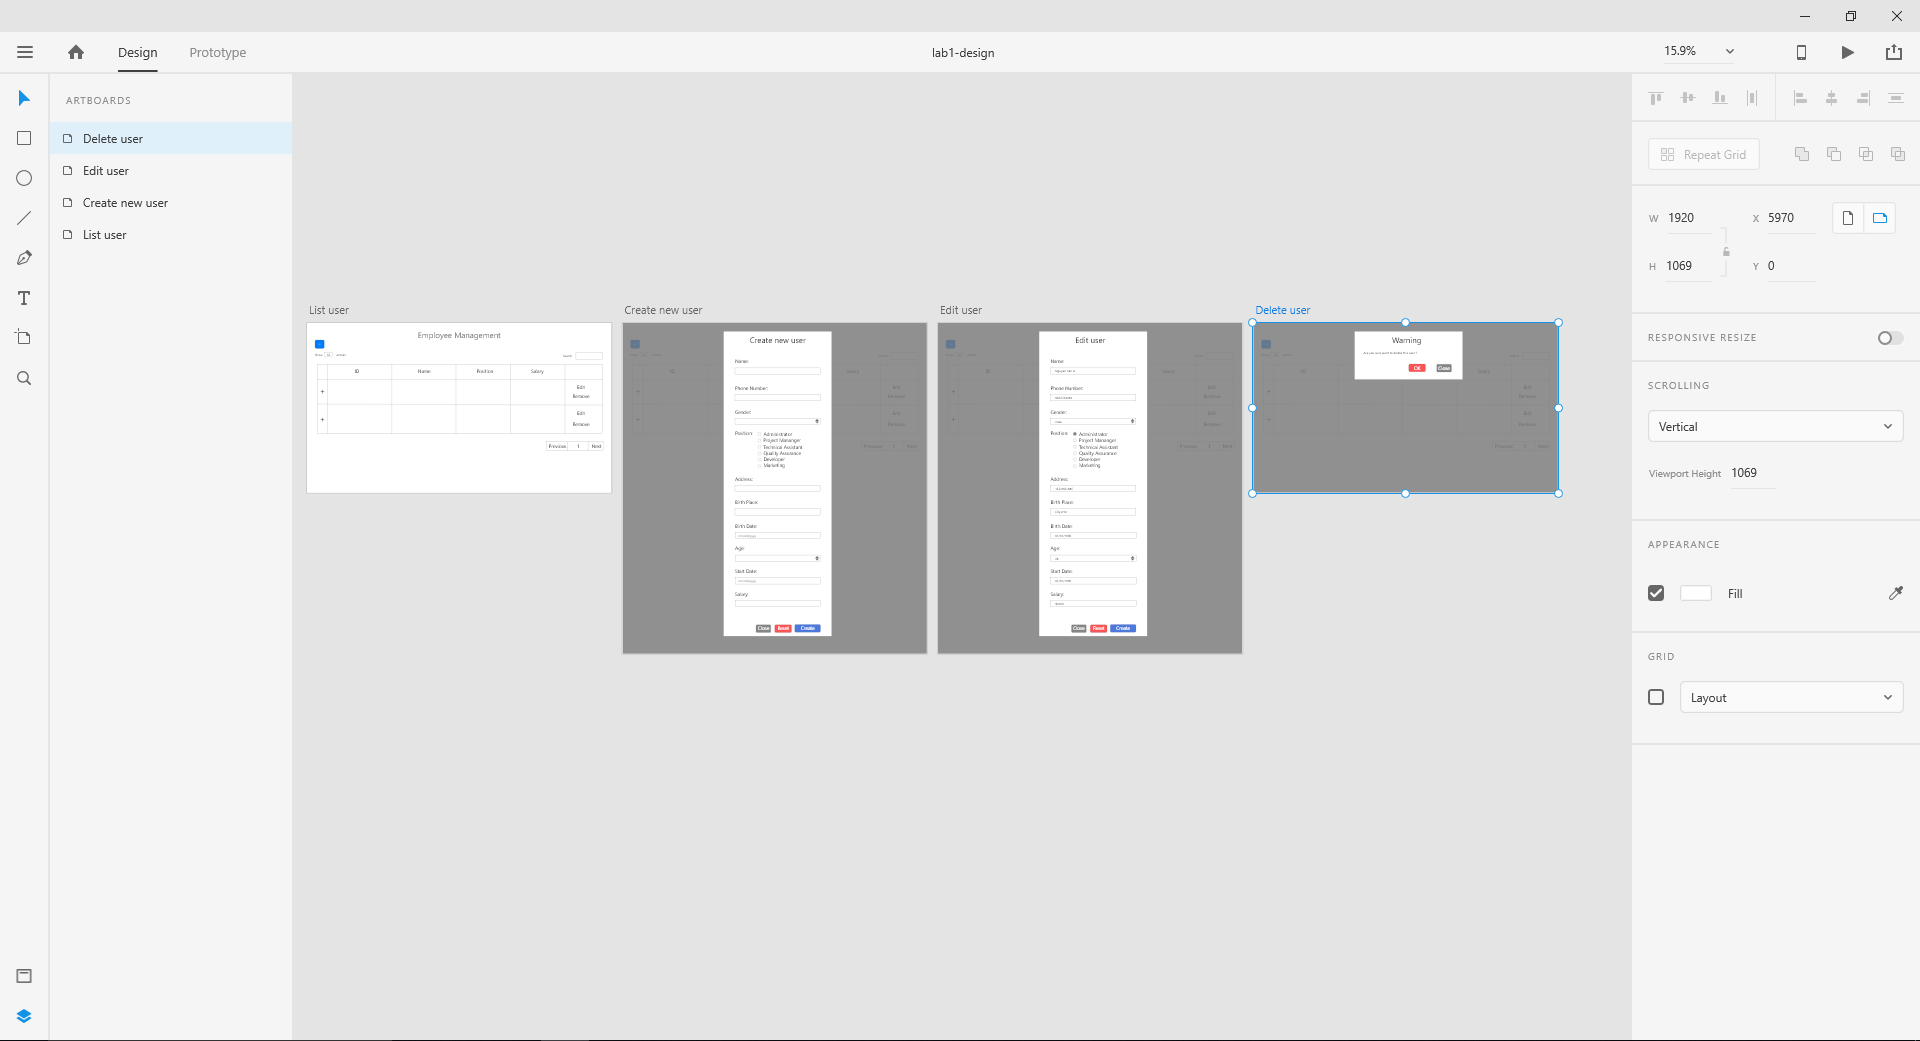 Design
Prototype
lab1-design
15.9%
ARTBOARDS
Delete user
Edit user
Create new user
List user
Repeat Grid
W 1920
X 5970
H 1069
Y 0
RESPONSIVE RESIZE
SCROLLING
Vertical
Viewport Height 1069
APPEARANCE
Fill
GRID
Layout
List user
Employee Management
ID Name Position Salary
+ Edit
Remove
+ Edit
Remove
Previous 1 Next
Create new user
Create new user
Name:
Phone Number:
Gender:
Position: Administrator
Project Mananger
Technical Assistant
Quality Assurance
Developer
Marketing
Address:
Birth Place:
Birth Date:
Age:
Start Date:
Salary:
Close Reset Create
Edit user
Edit user
Name:
Phone Number:
Gender:
Position: Administrator
Project Mananger
Technical Assistant
Quality Assurance
Developer
Marketing
Address:
Birth Place:
Birth Date:
Age:
Start Date:
Salary:
Close Reset Create
Delete user
Warning
OK Close